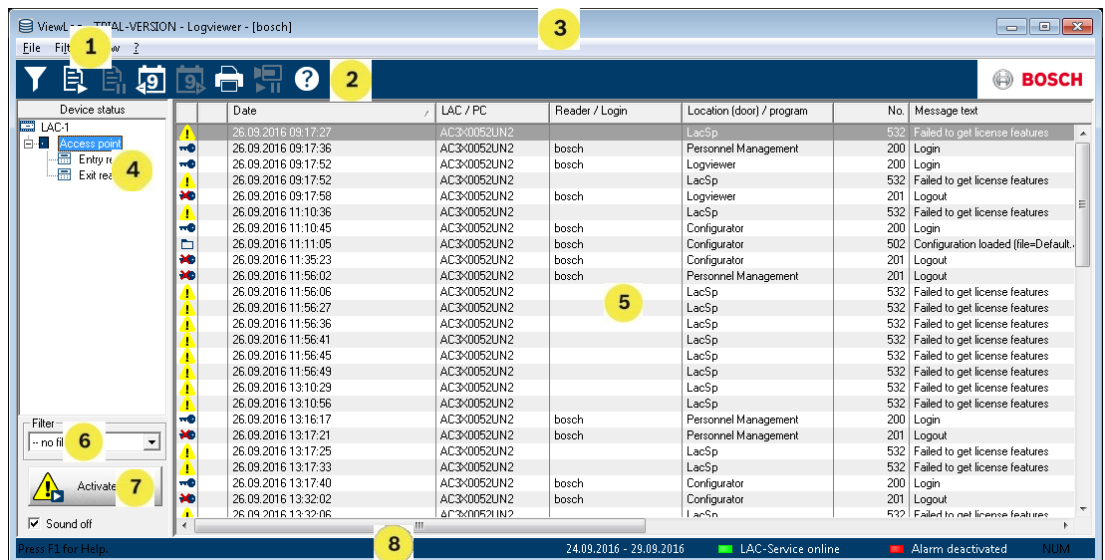 ViewLo TRIAL-VERSION - Logviewer - [bosch]
3
File Filt w ?
1
2
BOSCH
Device status
LAC-1
Access point
Entry re
Exit rea
4
Date LAC / PC Reader / Login Location (door) / program No. Message text
26.09.2016 09:17:27 AC3X0052UN2 LacSp 532 Failed to get license features
26.09.2016 09:17:36 AC3X0052UN2 bosch Personnel Management 200 Login
26.09.2016 09:17:52 AC3X0052UN2 bosch Logviewer 200 Login
26.09.2016 09:17:52 AC3X0052UN2 LacSp 532 Failed to get license features
26.09.2016 09:17:58 AC3X0052UN2 bosch Logviewer 201 Logout
26.09.2016 11:10:36 AC3X0052UN2 LacSp 532 Failed to get license features
26.09.2016 11:10:45 AC3X0052UN2 bosch Configurator 200 Login
26.09.2016 11:11:05 AC3X0052UN2 bosch Configurator 502 Configuration loaded (file=Default.
26.09.2016 11:35:23 AC3X0052UN2 bosch Configurator 201 Logout
26.09.2016 11:56:02 AC3X0052UN2 bosch Personnel Management 201 Logout
26.09.2016 11:56:06 AC3X0052UN2 LacSp 532 Failed to get license features
26.09.2016 11:56:27 AC3X0052UN2 LacSp 532 Failed to get license features
5
26.09.2016 11:56:36 AC3X0052UN2 LacSp 532 Failed to get license features
26.09.2016 11:56:41 AC3X0052UN2 LacSp 532 Failed to get license features
26.09.2016 11:56:45 AC3X0052UN2 LacSp 532 Failed to get license features
26.09.2016 11:56:49 AC3X0052UN2 LacSp 532 Failed to get license features
26.09.2016 13:10:29 AC3X0052UN2 LacSp 532 Failed to get license features
26.09.2016 13:10:56 AC3X0052UN2 LacSp 532 Failed to get license features
26.09.2016 13:16:17 AC3X0052UN2 bosch Personnel Management 200 Login
26.09.2016 13:17:21 AC3X0052UN2 bosch Personnel Management 201 Logout
26.09.2016 13:17:25 AC3X0052UN2 LacSp 532 Failed to get license features
26.09.2016 13:17:33 AC3X0052UN2 LacSp 532 Failed to get license features
26.09.2016 13:17:40 AC3X0052UN2 bosch Configurator 200 Login
26.09.2016 13:32:02 AC3X0052UN2 bosch Configurator 201 Logout
26.09.2016 13:32:06 AC3X0052UN2 LacSp 532 Failed to get license features
Filter
-- no fil
6
Activate
7
Sound off
8
Press F1 for Help. 24.09.2016 - 29.09.2016 LAC-Service online Alarm deactivated NUM